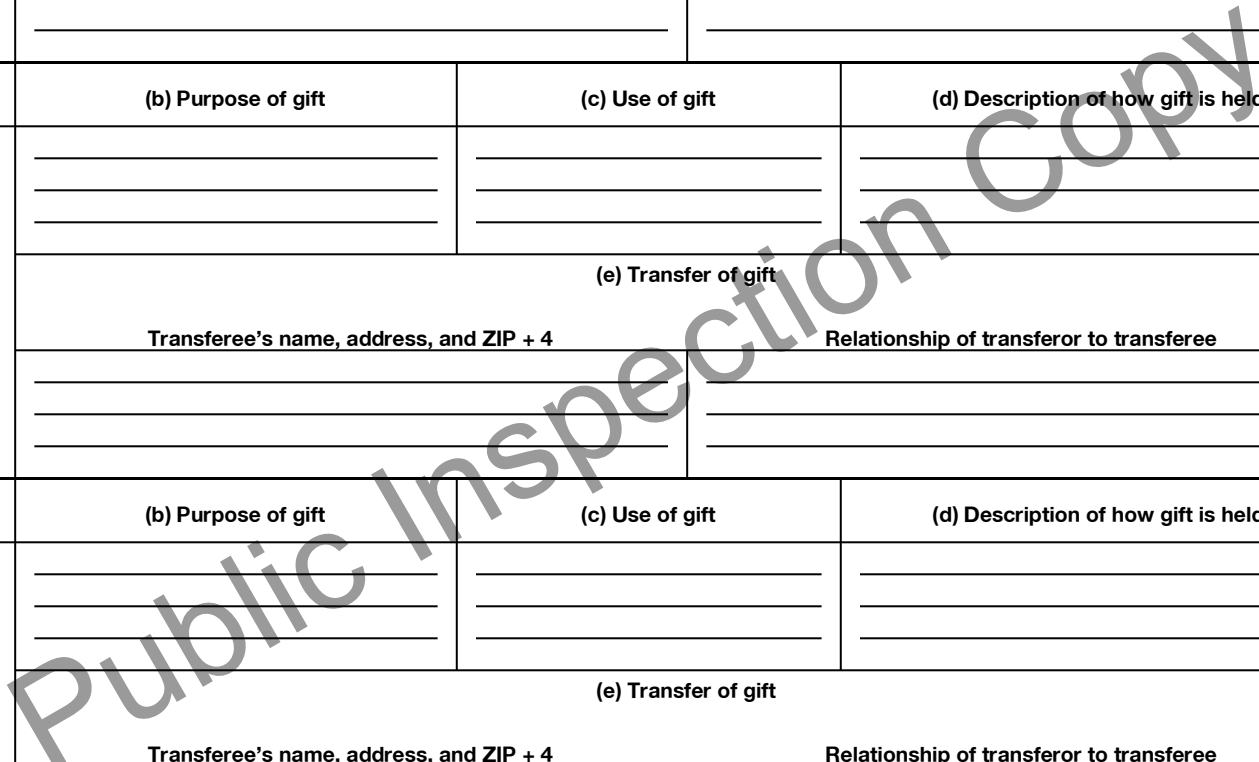 (b) Purpose of gift (c) Use of gift (d) Description of how gift is held
(e) Transfer of gift
Transferee’s name, address, and ZIP + 4 Relationship of transferor to transferee
(b) Purpose of gift (c) Use of gift (d) Description of how gift is held
(e) Transfer of gift
Transferee’s name, address, and ZIP + 4 Relationship of transferor to transferee
Public Inspection Copy